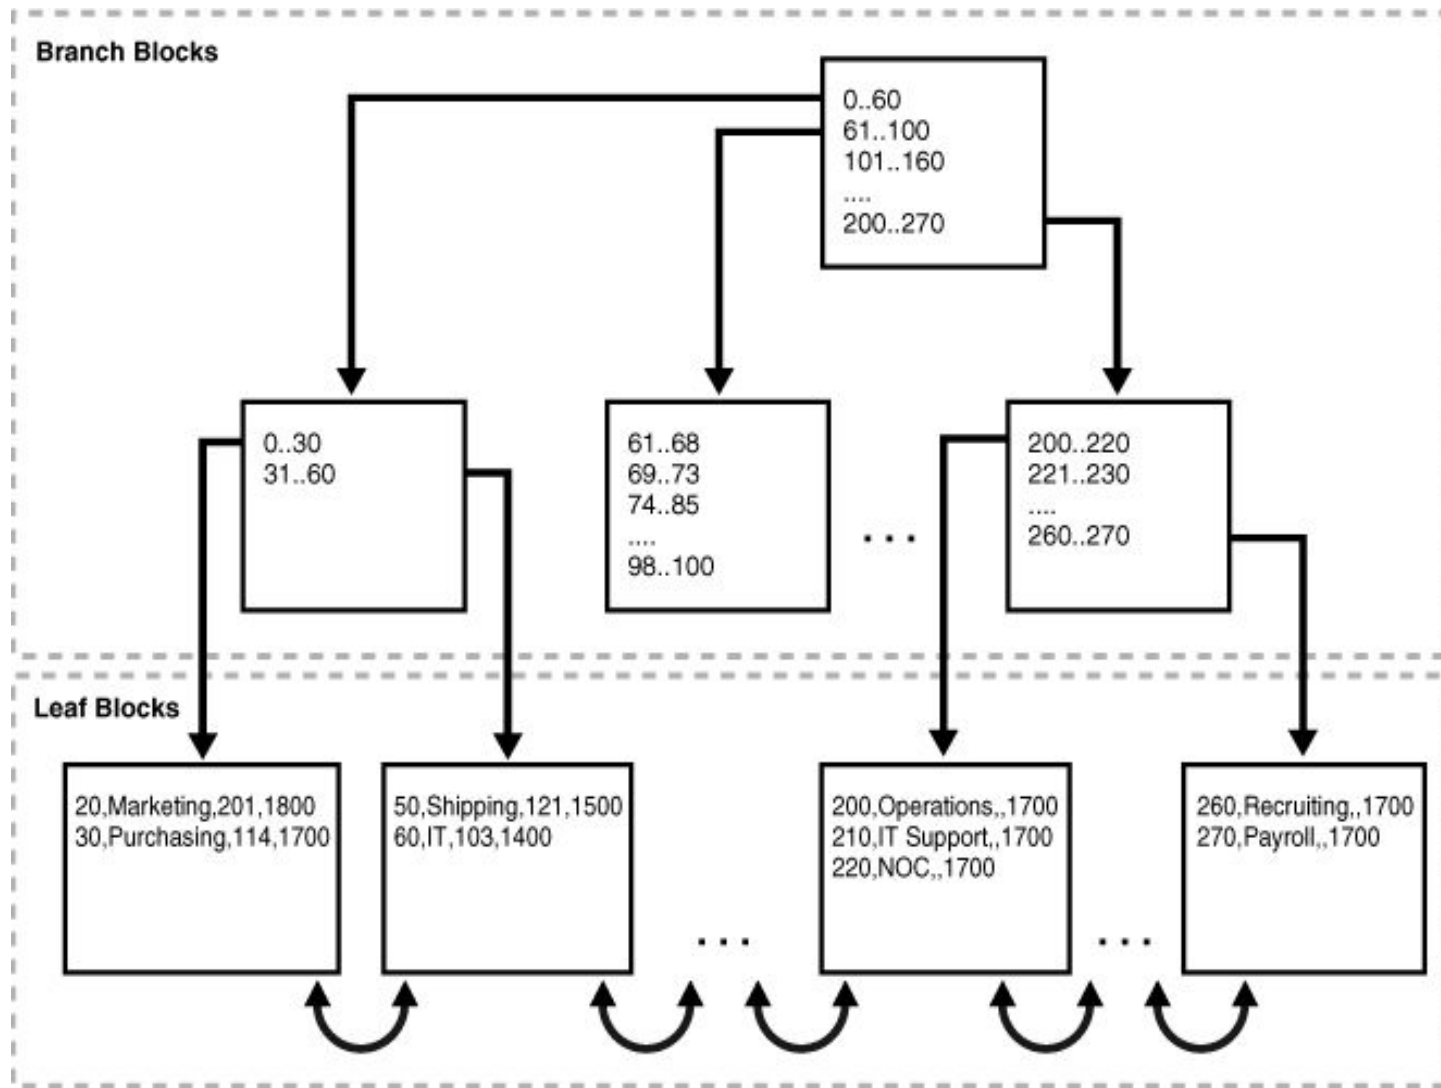 Branch Blocks
0..60
61..100
101..160
....
200..270
0..30
31..60
61..68
69..73
74..85
....
98..100
...
200..220
221..230
....
260..270
Leaf Blocks
20,Marketing,201,1800
30,Purchasing,114,1700
50,Shipping,121,1500
60,IT,103,1400
...
200,Operations,,1700
210,IT Support,,1700
220,NOC,,1700
...
260,Recruiting,,1700
270,Payroll,,1700